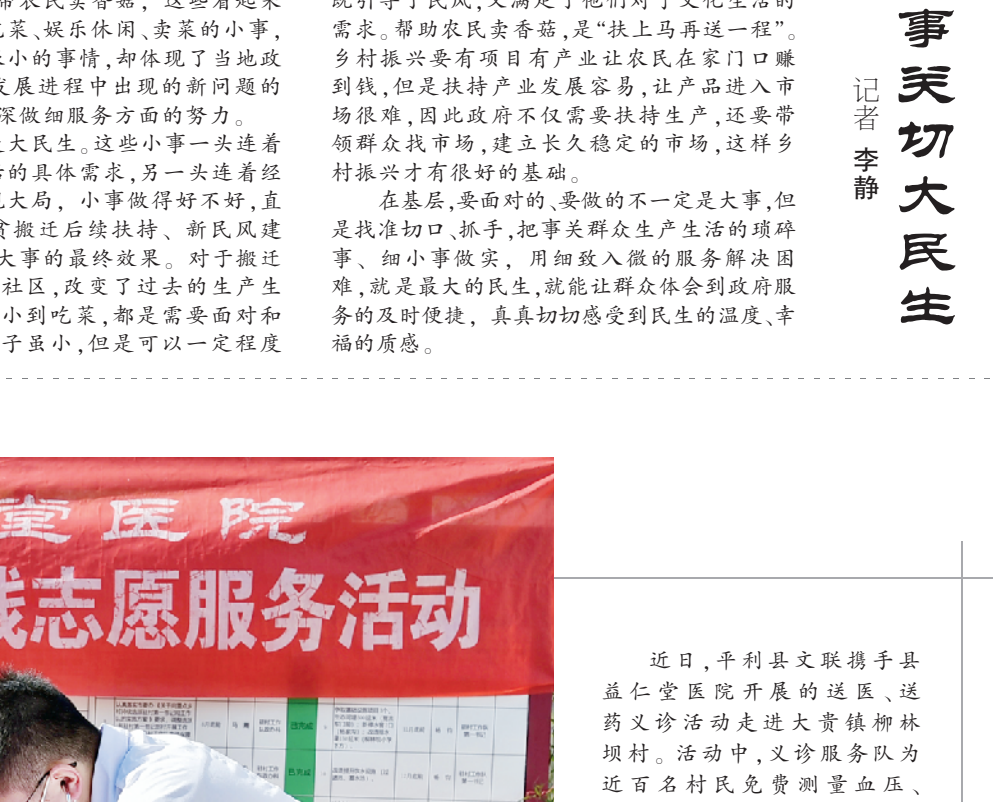 事关切大民生
记者 李静
菜、娱乐休闲、卖菜的小事，
小的事情，却体现了当地政
发展进程中出现的新问题的
深做细服务方面的努力。
大民生。这些小事一头连着
的具体需求，另一头连着经
大局，小事做得好不好，直
贫搬迁后续扶持、新民风建
大事的最终效果。对于搬迁
社区，改变了过去的生产生
小到吃菜，都是需要面对和
子虽小，但是可以一定程度
需求。帮助农民卖香菇，是“扶上马再送一程”。
乡村振兴要有项目有产业让农民在家门口赚
到钱，但是扶持产业发展容易，让产品进入市
场很难，因此政府不仅需要扶持生产，还要带
领群众找市场，建立长久稳定的市场，这样乡
村振兴才有很好的基础。
在基层，要面对的、要做的不一定是大事，但
是找准切口、抓手，把事关群众生产生活的琐碎
事、细小事做实，用细致入微的服务解决困
难，就是最大的民生，就能让群众体会到政府服
务的及时便捷，真真切切感受到民生的温度、幸
福的质感。
堂医院
志愿服务活动
已完成
已完成
近日，平利县文联携手县
益仁堂医院开展的送医、送
药义诊活动走进大贵镇柳林
坝村。活动中，义诊服务队为
近百名村民免费测量血压、